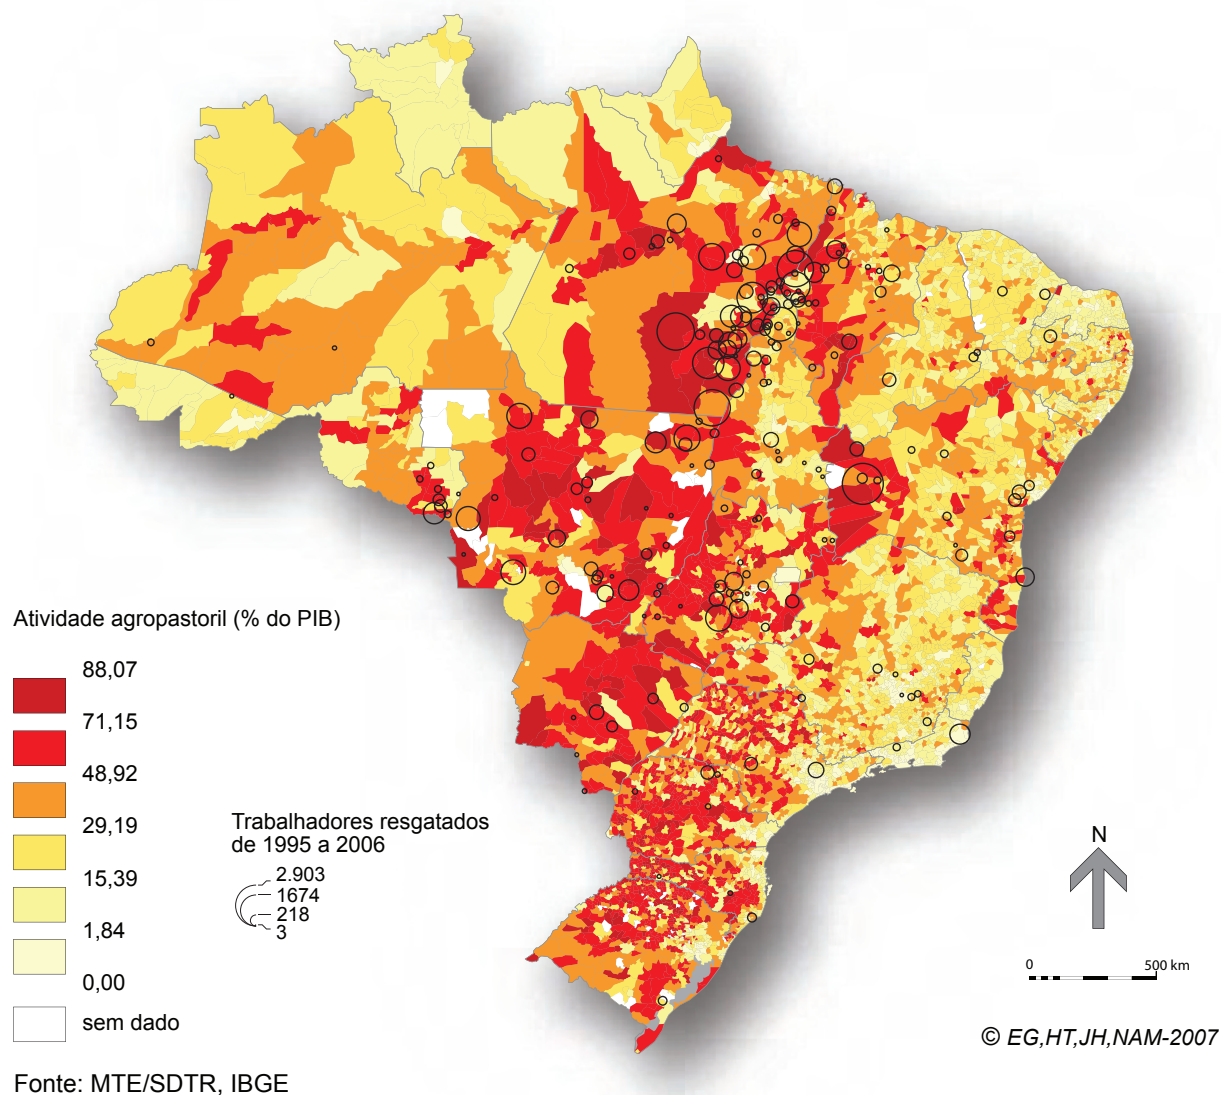 Atividade agropastoril (% do PIB)
88,07
71,15
48,92
29,19
15,39
1,84
0,00
sem dado
Trabalhadores resgatados
de 1995 a 2006
2.903
1674
218
3
N
0 500 km
© EG,HT,JH,NAM-2007
Fonte: MTE/SDTR, IBGE